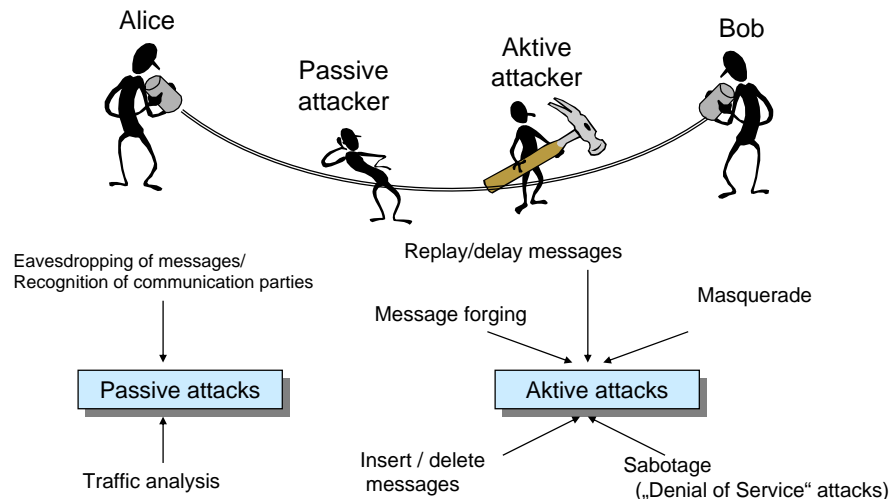 Alice
Bob
Passive
attacker
Aktive
attacker
Eavesdropping of messages/
Recognition of communication parties
Replay/delay messages
Message forging
Masquerade
Passive attacks
Aktive attacks
Traffic analysis
Insert / delete
messages
Sabotage
(„Denial of Service“ attacks)